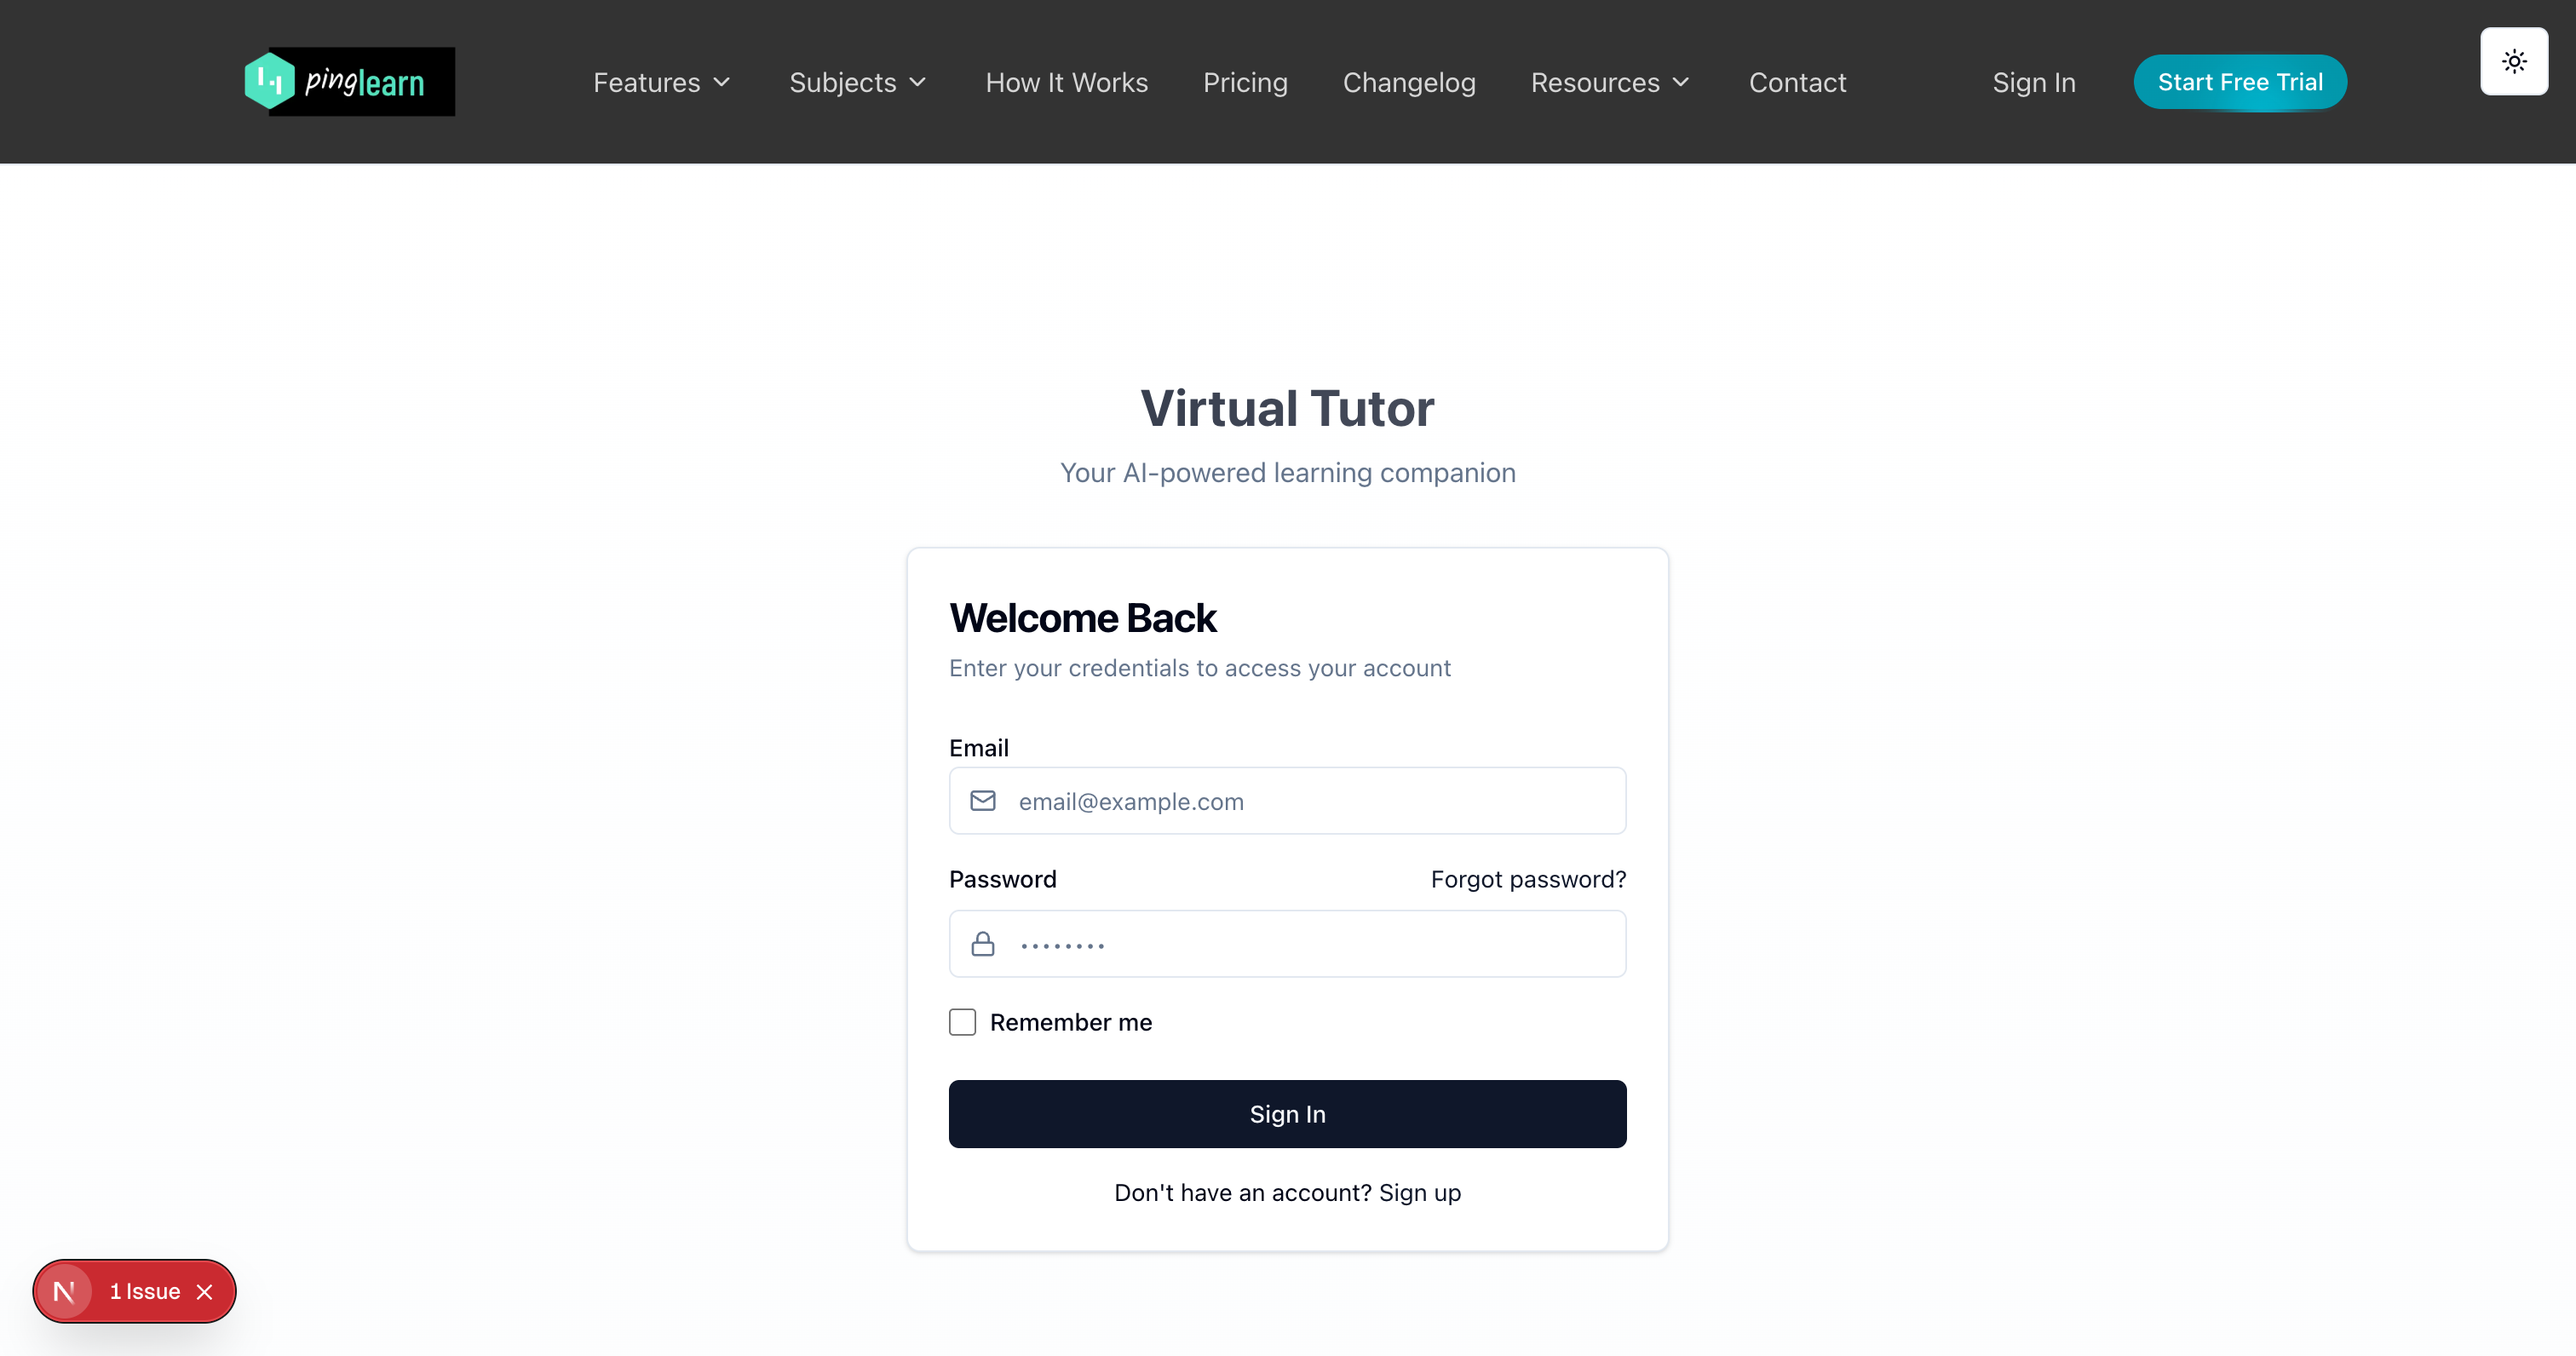 pinglearn
Features Subjects How It Works Pricing Changelog Resources Contact Sign In Start Free Trial
Virtual Tutor
Your AI-powered learning companion
Welcome Back
Enter your credentials to access your account
Email
email@example.com
Password Forgot password?
••••••••
Remember me
Sign In
Don't have an account? Sign up
N 1 Issue